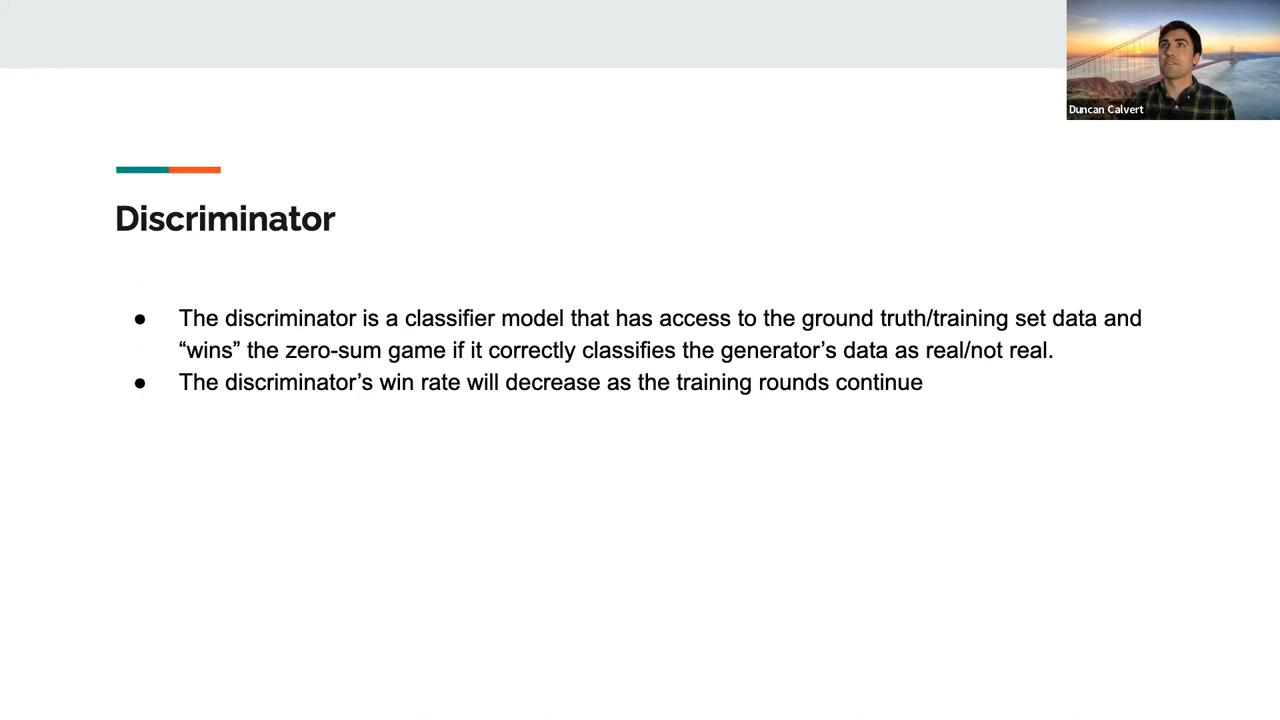 Duncan Calvert
Discriminator
● The discriminator is a classifier model that has access to the ground truth/training set data and
“wins” the zero-sum game if it correctly classifies the generator’s data as real/not real.
● The discriminator’s win rate will decrease as the training rounds continue